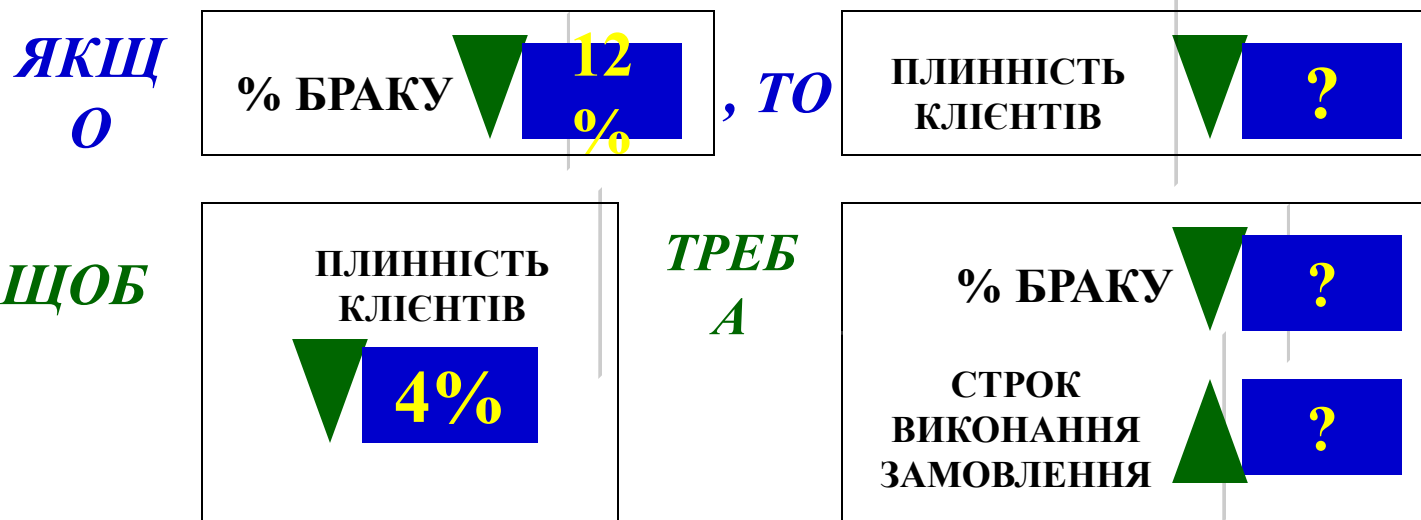 ЯКЩ
О
% БРАКУ
12
%
, ТО
ПЛИННІСТЬ
КЛІЄНТІВ
?
ЩОБ
ПЛИННІСТЬ
КЛІЄНТІВ
4%
ТРЕБ
А
% БРАКУ
?
СТРОК
ВИКОНАННЯ
ЗАМОВЛЕННЯ
?